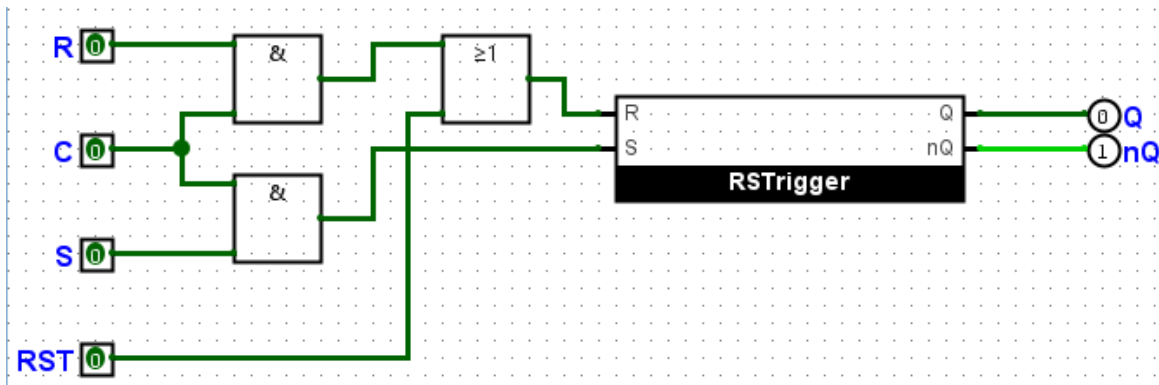 R 0
&
≥1
R
Q
0 Q
C 0
S
nQ
1 nQ
&
RSTrigger
S 0
RST 0